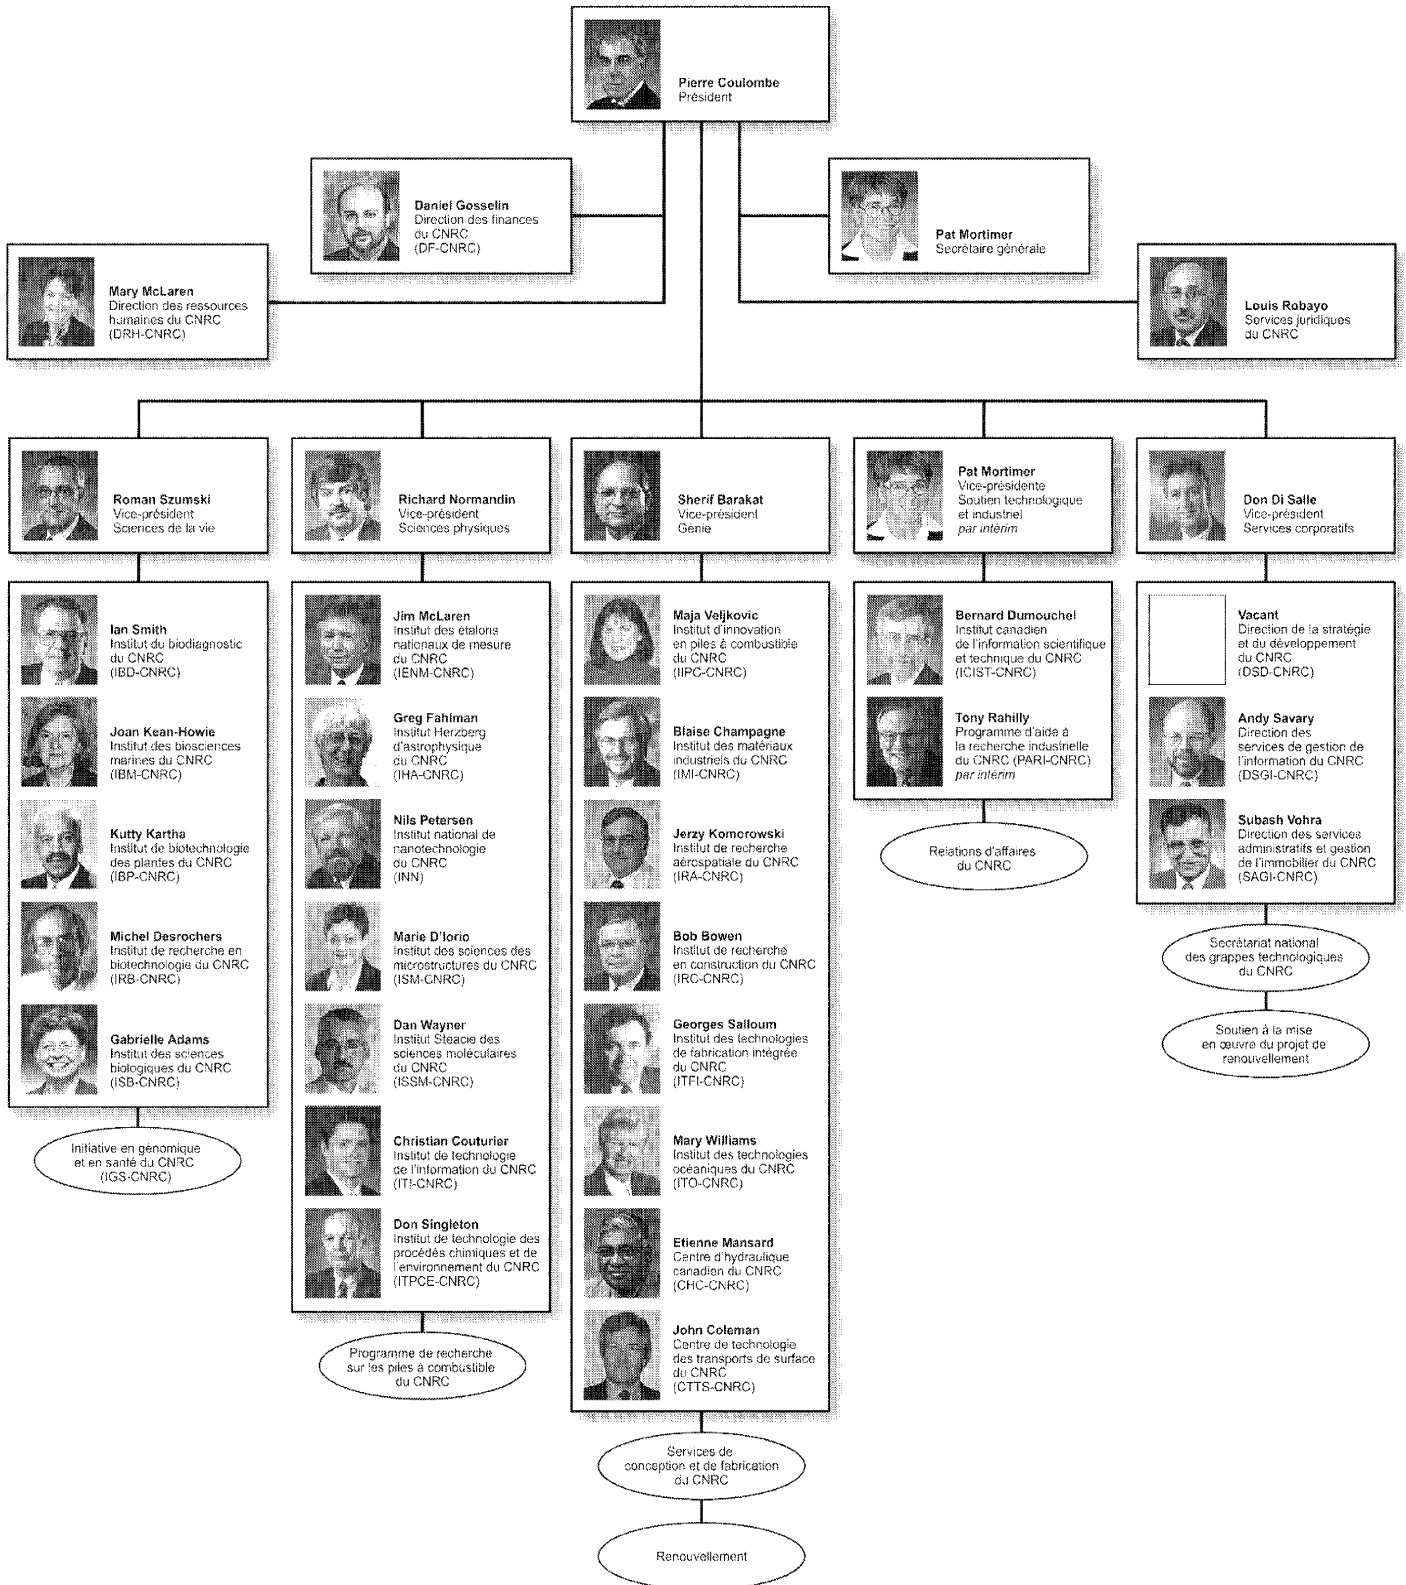 Pierre Coulombe
Président
Daniel Gosselin
Direction des finances
du CNRC
(DF-CNRC)
Pat Mortimer
Secrétaire générale
Mary McLaren
Direction des ressources
humaines du CNRC
(DRH-CNRC)
Louis Robayo
Services juridiques
du CNRC
Roman Szumski
Vice-président
Sciences de la vie
Richard Normandin
Vice-président
Sciences physiques
Sherif Barakat
Vice-président
Génie
Pat Mortimer
Vice-présidente
Soutien technologique
et industriel
par intérim
Don Di Salle
Vice-président
Services corporatifs
Ian Smith
Institut du biodiagnostic
du CNRC
(IBD-CNRC)
Joan Kean-Howie
Institut des biosciences
marines du CNRC
(IBM-CNRC)
Kutty Kartha
Institut de biotechnologie
des plantes du CNRC
(IBP-CNRC)
Michel Desrochers
Institut de recherche en
biotechnologie du CNRC
(IRB-CNRC)
Gabrielle Adams
Institut des sciences
biologiques du CNRC
(ISB-CNRC)
Initiative en génomique
et en santé du CNRC
(IGS-CNRC)
Jim McLaren
Institut des étalons
nationaux de mesure
du CNRC
(IENM-CNRC)
Greg Fahlman
Institut Herzberg
d'astrophysique
du CNRC
(IHA-CNRC)
Nils Petersen
Institut national de
nanotechnologie
du CNRC
(INN)
Marie D'Iorio
Institut des sciences des
microstructures du CNRC
(ISM-CNRC)
Dan Wayner
Institut Steacie des
sciences moléculaires
du CNRC
(ISSM-CNRC)
Christian Couturier
Institut de technologie
de l'information du CNRC
(ITI-CNRC)
Don Singleton
Institut de technologie des
procédés chimiques et de
l'environnement du CNRC
(ITPCE-CNRC)
Programme de recherche
sur les piles à combustible
du CNRC
Maja Veljkovic
Institut d'innovation
en piles à combustible
du CNRC
(IIPC-CNRC)
Blaise Champagne
Institut des matériaux
industriels du CNRC
(IMI-CNRC)
Jerzy Komorowski
Institut de recherche
aérospatiale du CNRC
(IRA-CNRC)
Bob Bowen
Institut de recherche
en construction du CNRC
(IRC-CNRC)
Georges Salloum
Institut des technologies
de fabrication intégrée
du CNRC
(ITFI-CNRC)
Mary Williams
Institut des technologies
océaniques du CNRC
(ITO-CNRC)
Etienne Mansard
Centre d'hydraulique
canadien du CNRC
(CHC-CNRC)
John Coleman
Centre de technologie
des transports de surface
du CNRC
(CTTS-CNRC)
Services de
conception et de fabrication
du CNRC
Renouvellement
Bernard Dumouchel
Institut canadien
de l'information scientifique
et technique du CNRC
(ICIST-CNRC)
Tony Rahilly
Programme d'aide à
la recherche industrielle
du CNRC (PARI-CNRC)
par intérim
Relations d'affaires
du CNRC
Vacant
Direction de la stratégie
et du développement
du CNRC
(DSD-CNRC)
Andy Savary
Direction des
services de gestion de
l'information du CNRC
(DSGI-CNRC)
Subash Vohra
Direction des services
administratifs et gestion
de l'immobilier du CNRC
(SAGI-CNRC)
Secrétariat national
des grappes technologiques
du CNRC
Soutien à la mise
en œuvre du projet de
renouvellement